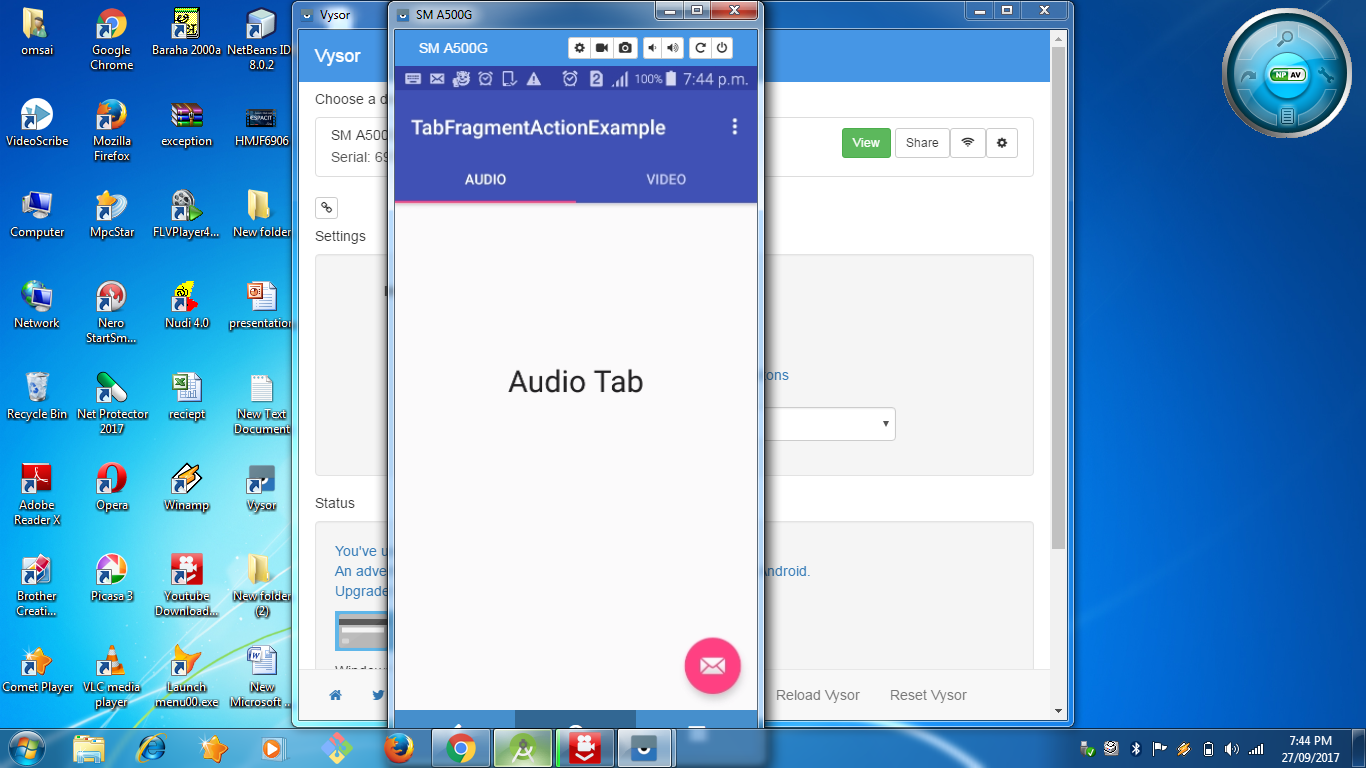 omsai
Google Chrome
Baraha 2000a
NetBeans IDE 8.0.2
VideoScribe
Mozilla Firefox
exception
HMJF6906
Computer
MpcStar
FLVPlayer4...
New folder
Network
Nero StartSm...
Nudi 4.0
presentation
Recycle Bin
Net Protector 2017
reciept
New Text Document
Adobe Reader X
Opera
Winamp
Vysor
Brother Creati...
Picasa 3
Youtube Download...
New folder (2)
Comet Player
VLC media player
Launch menu00.exe
New Microsoft ...
Vysor
Vysor
Choose a d
SM A500
Serial: 69
View
Share
Settings
ons
Status
You've u
An adve
ndroid.
Upgrade
Window
Reload Vysor
Reset Vysor
SM A500G
SM A500G
2
100%
7:44 p.m.
TabFragmentActionExample
AUDIO
VIDEO
Audio Tab
NP AV
7:44 PM
27/09/2017